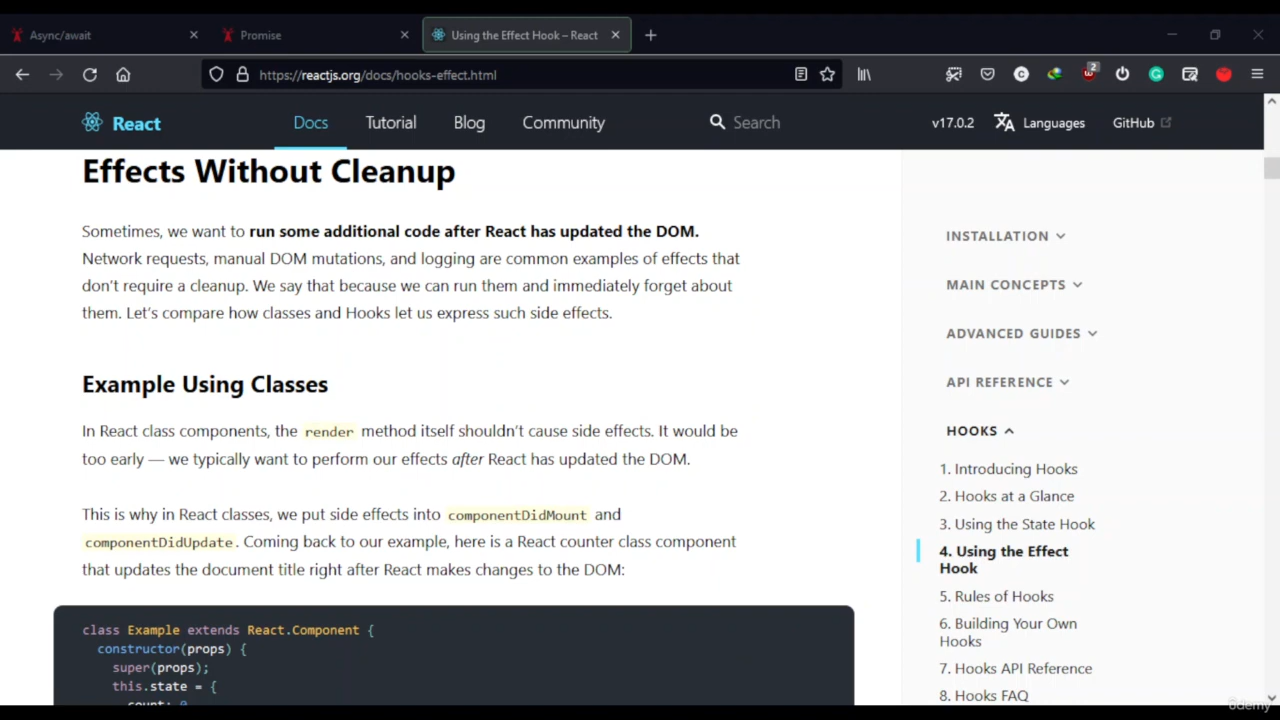 Async/await
Promise
Using the Effect Hook – React
https://reactjs.org/docs/hooks-effect.html
2
React
Docs
Tutorial
Blog
Community
Search
v17.0.2
Languages
GitHub
Effects Without Cleanup
Sometimes, we want to run some additional code after React has updated the DOM.
Network requests, manual DOM mutations, and logging are common examples of effects that
don’t require a cleanup. We say that because we can run them and immediately forget about
them. Let’s compare how classes and Hooks let us express such side effects.
Example Using Classes
In React class components, the render method itself shouldn’t cause side effects. It would be
too early — we typically want to perform our effects after React has updated the DOM.
This is why in React classes, we put side effects into componentDidMount and
componentDidUpdate. Coming back to our example, here is a React counter class component
that updates the document title right after React makes changes to the DOM:
class Example extends React.Component {
constructor(props) {
super(props);
this.state = {
count: 0
INSTALLATION
MAIN CONCEPTS
ADVANCED GUIDES
API REFERENCE
HOOKS
1. Introducing Hooks
2. Hooks at a Glance
3. Using the State Hook
4. Using the Effect
Hook
5. Rules of Hooks
6. Building Your Own
Hooks
7. Hooks API Reference
8. Hooks FAQ
Udemy